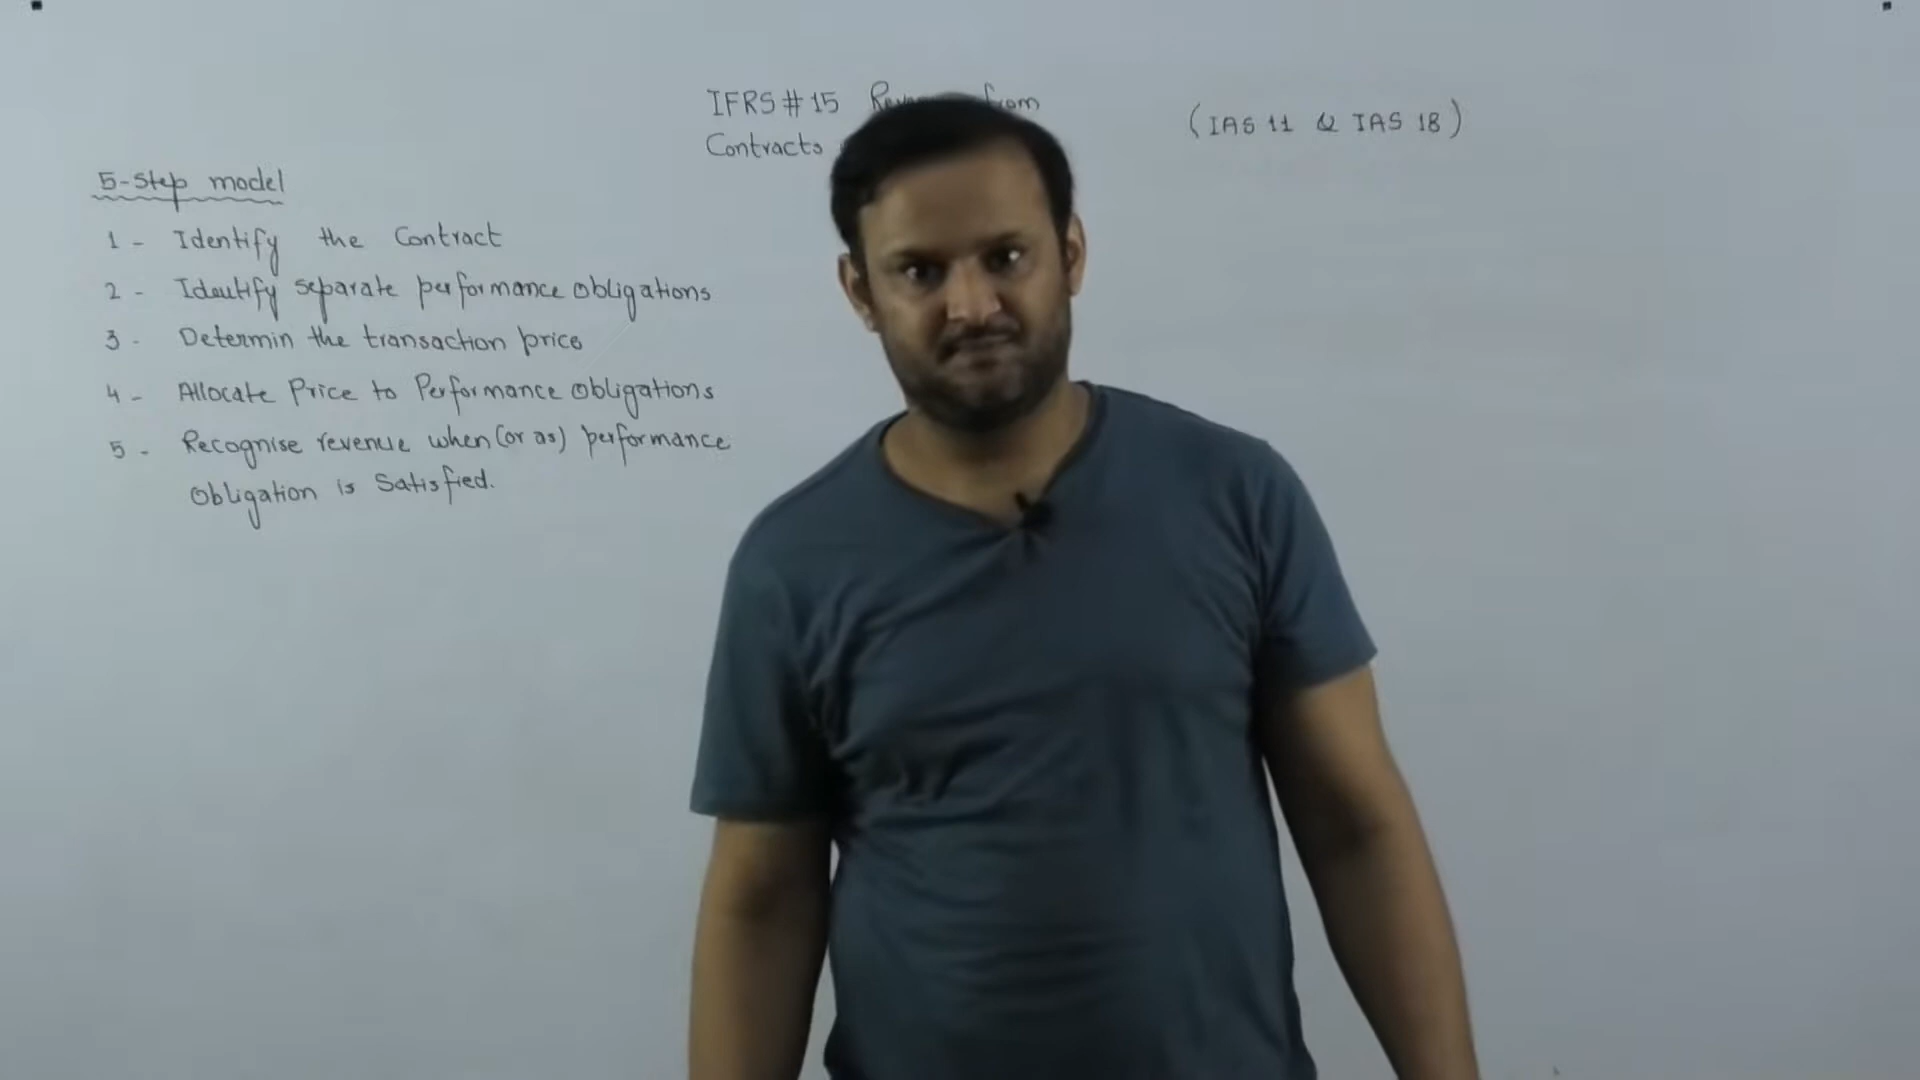 IFRS # 15 from
Contracts
(IAS 11 & IAS 18)
5-Step model
1 - Identify the Contract
2 - Identify separate performance obligations
3 - Determin the transaction price
4 - Allocate Price to Performance obligations
5 - Recognise revenue when (or as) performance
obligation is Satisfied.